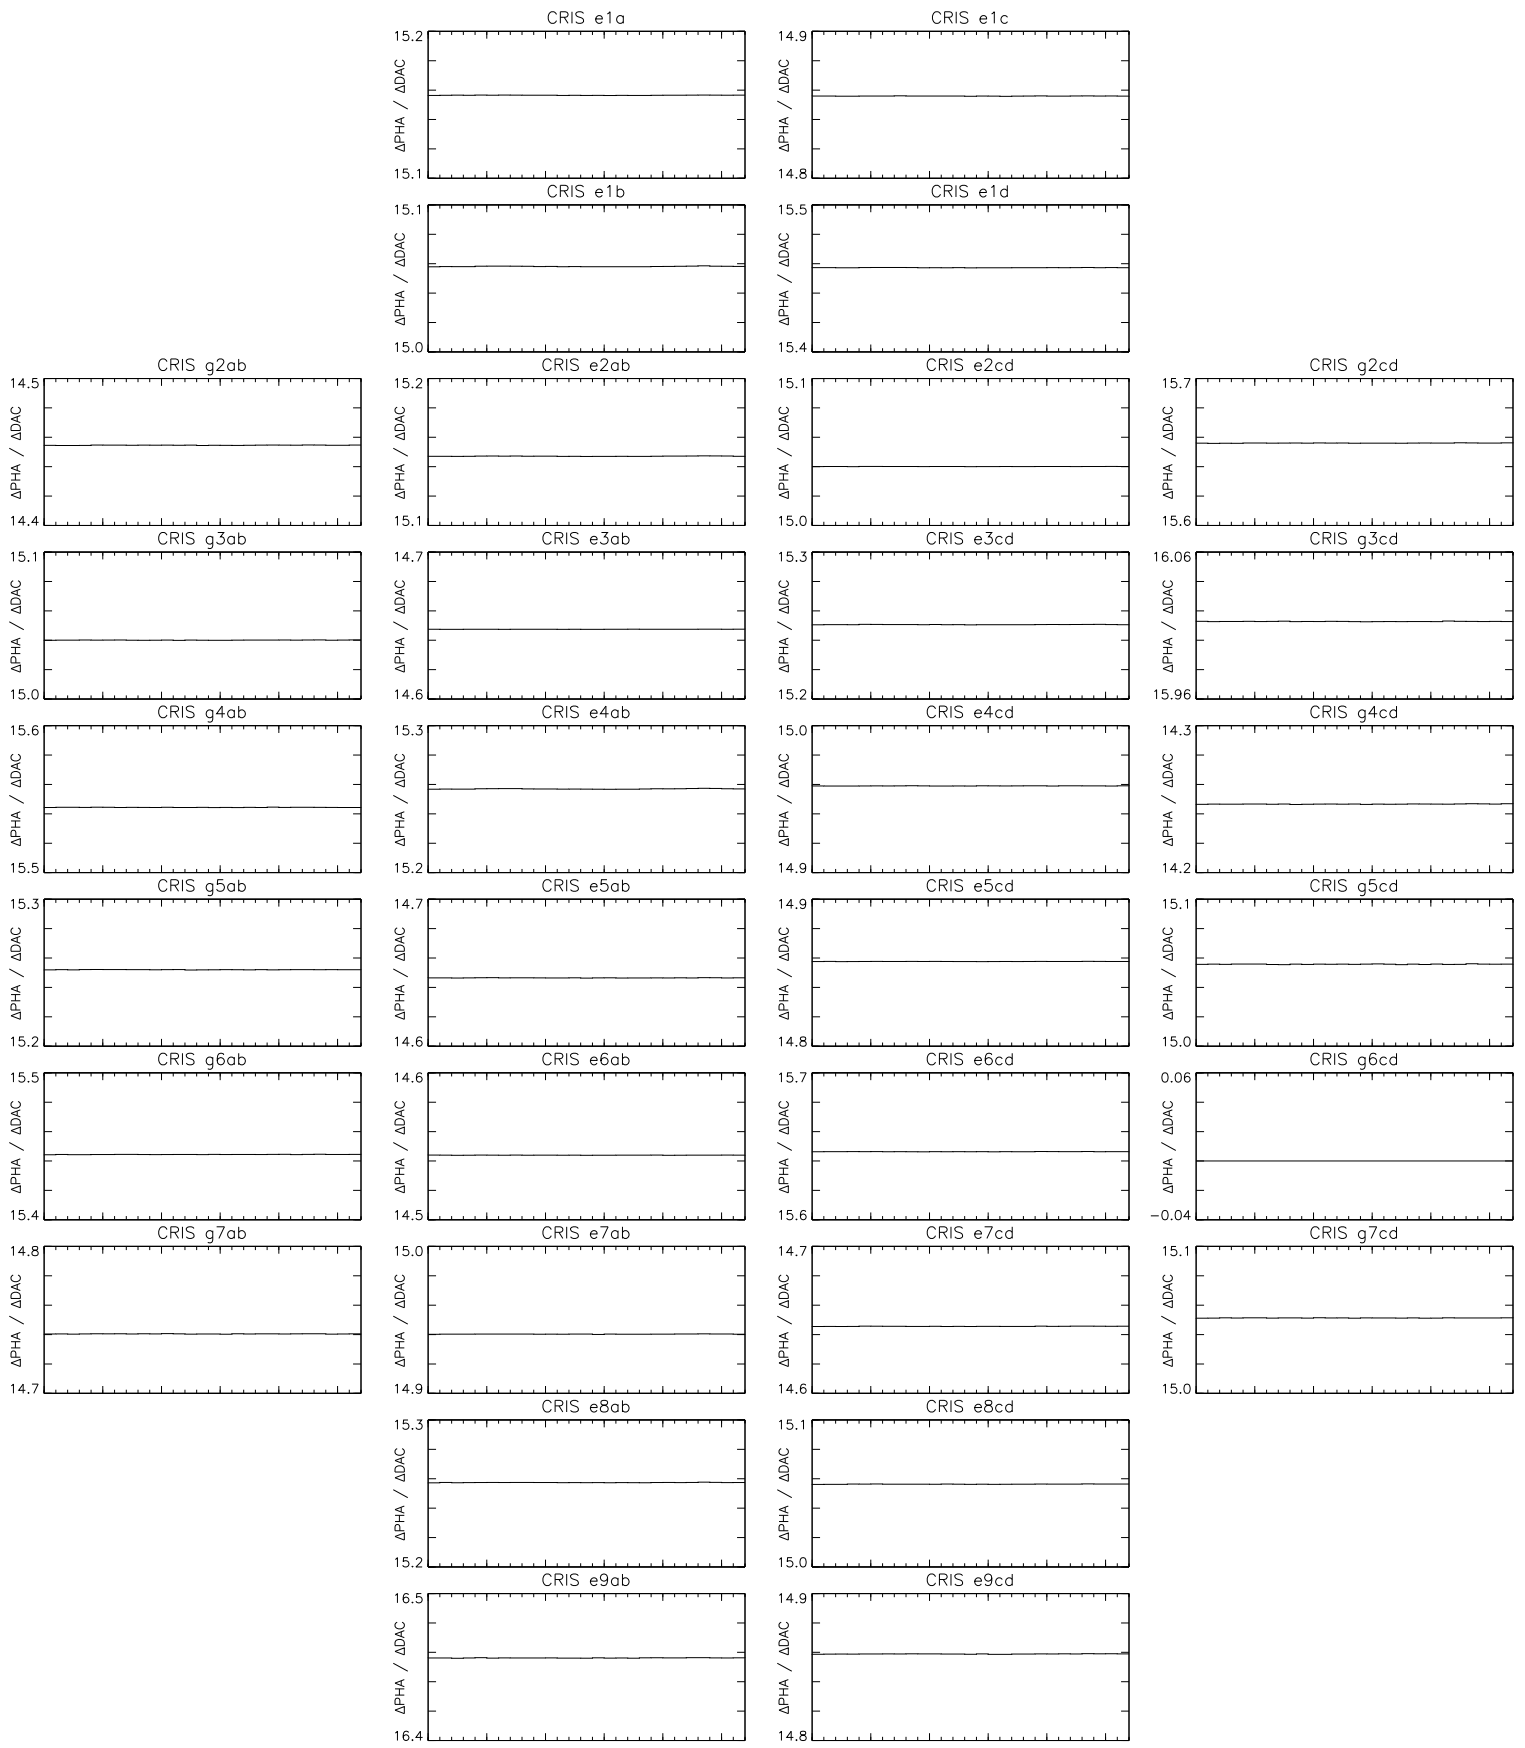 CRIS e1a
15.2
ΔPHA / ΔDAC
15.1
CRIS e1c
14.9
ΔPHA / ΔDAC
14.8
CRIS e1b
15.1
ΔPHA / ΔDAC
15.0
CRIS e1d
15.5
ΔPHA / ΔDAC
15.4
CRIS g2ab
14.5
ΔPHA / ΔDAC
14.4
CRIS e2ab
15.2
ΔPHA / ΔDAC
15.1
CRIS e2cd
15.1
ΔPHA / ΔDAC
15.0
CRIS g2cd
15.7
ΔPHA / ΔDAC
15.6
CRIS g3ab
15.1
ΔPHA / ΔDAC
15.0
CRIS e3ab
14.7
ΔPHA / ΔDAC
14.6
CRIS e3cd
15.3
ΔPHA / ΔDAC
15.2
CRIS g3cd
16.06
ΔPHA / ΔDAC
15.96
CRIS g4ab
15.6
ΔPHA / ΔDAC
15.5
CRIS e4ab
15.3
ΔPHA / ΔDAC
15.2
CRIS e4cd
15.0
ΔPHA / ΔDAC
14.9
CRIS g4cd
14.3
ΔPHA / ΔDAC
14.2
CRIS g5ab
15.3
ΔPHA / ΔDAC
15.2
CRIS e5ab
14.7
ΔPHA / ΔDAC
14.6
CRIS e5cd
14.9
ΔPHA / ΔDAC
14.8
CRIS g5cd
15.1
ΔPHA / ΔDAC
15.0
CRIS g6ab
15.5
ΔPHA / ΔDAC
15.4
CRIS e6ab
14.6
ΔPHA / ΔDAC
14.5
CRIS e6cd
15.7
ΔPHA / ΔDAC
15.6
CRIS g6cd
0.06
ΔPHA / ΔDAC
−0.04
CRIS g7ab
14.8
ΔPHA / ΔDAC
14.7
CRIS e7ab
15.0
ΔPHA / ΔDAC
14.9
CRIS e7cd
14.7
ΔPHA / ΔDAC
14.6
CRIS g7cd
15.1
ΔPHA / ΔDAC
15.0
CRIS e8ab
15.3
ΔPHA / ΔDAC
15.2
CRIS e8cd
15.1
ΔPHA / ΔDAC
15.0
CRIS e9ab
16.5
ΔPHA / ΔDAC
16.4
CRIS e9cd
14.9
ΔPHA / ΔDAC
14.8